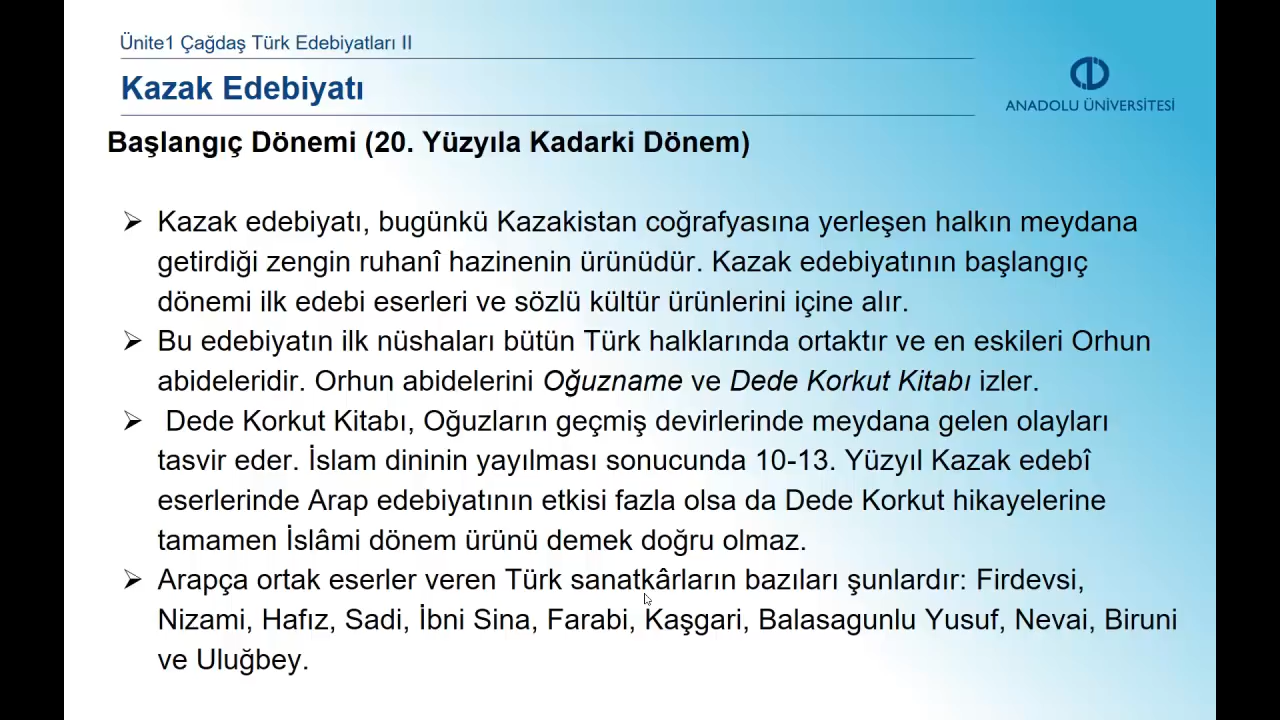 Ünite1 Çağdaş Türk Edebiyatları II
Kazak Edebiyatı
ANADOLU ÜNİVERSİTESİ
Başlangıç Dönemi (20. Yüzyıla Kadarki Dönem)
➢ Kazak edebiyatı, bugünkü Kazakistan coğrafyasına yerleşen halkın meydana
getirdiği zengin ruhanî hazinenin ürünüdür. Kazak edebiyatının başlangıç
dönemi ilk edebi eserleri ve sözlü kültür ürünlerini içine alır.
➢ Bu edebiyatın ilk nüshaları bütün Türk halklarında ortaktır ve en eskileri Orhun
abideleridir. Orhun abidelerini Oğuzname ve Dede Korkut Kitabı izler.
➢ Dede Korkut Kitabı, Oğuzların geçmiş devirlerinde meydana gelen olayları
tasvir eder. İslam dininin yayılması sonucunda 10-13. Yüzyıl Kazak edebî
eserlerinde Arap edebiyatının etkisi fazla olsa da Dede Korkut hikayelerine
tamamen İslâmi dönem ürünü demek doğru olmaz.
➢ Arapça ortak eserler veren Türk sanatkârların bazıları şunlardır: Firdevsi,
Nizami, Hafız, Sadi, İbni Sina, Farabi, Kaşgari, Balasagunlu Yusuf, Nevai, Biruni
ve Uluğbey.